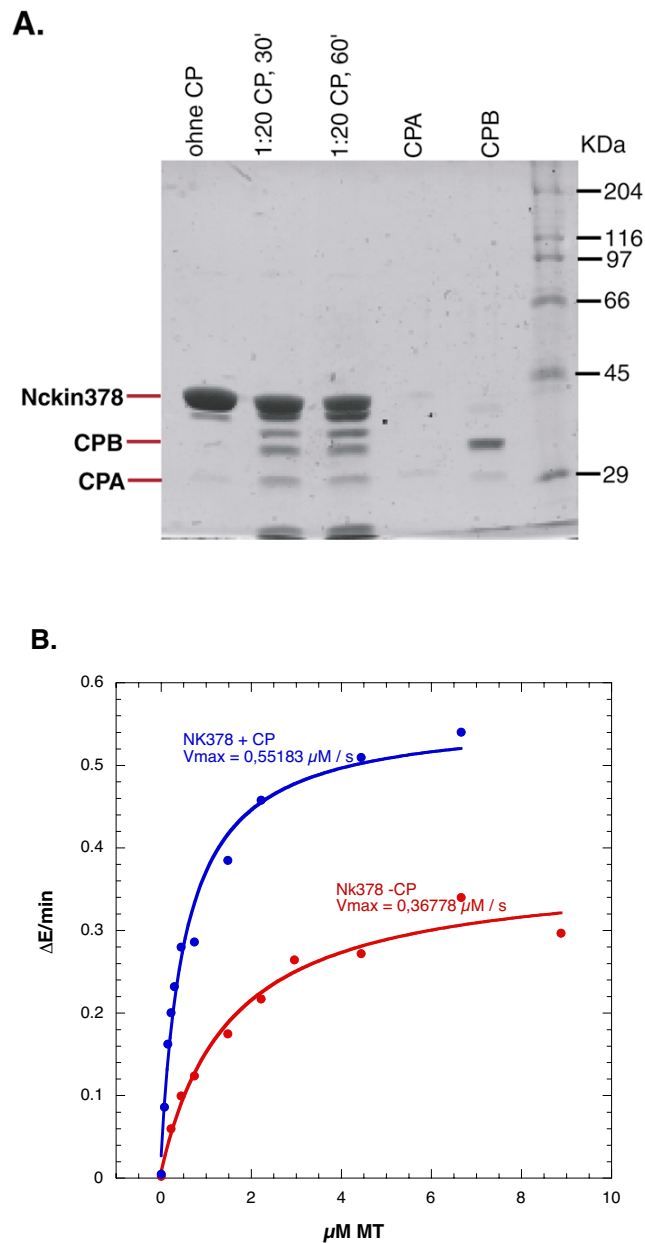 A.
ohne CP
1:20 CP, 30'
1:20 CP, 60'
CPA
CPB
KDa
204
116
97
66
45
29
Nckin378
CPB
CPA
B.
0.6
0.5
0.4
0.3
0.2
0.1
0
ΔE/min
NK378 + CP
Vmax = 0,55183 µM / s
Nk378 -CP
Vmax = 0,36778 µM / s
0 2 4 6 8 10
µM MT